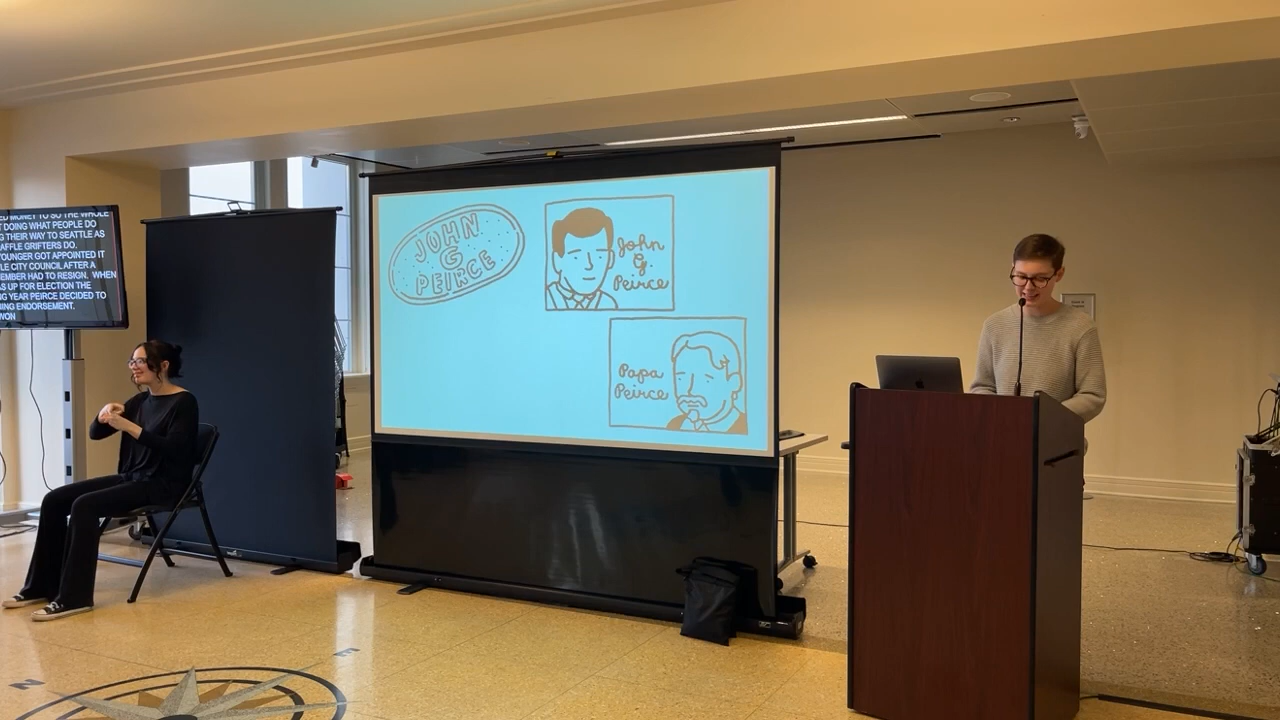 ED MONEY TO SO THE WHOLE
T DOING WHAT PEOPLE DO
G THEIR WAY TO SEATTLE AS
AFFLE GRIFTERS DO.
YOUNGER GOT APPOINTED IT
LE CITY COUNCIL AFTER A
EMBER HAD TO RESIGN. WHEN
AS UP FOR ELECTION THE
NG YEAR PEIRCE DECIDED TO
NING ENDORSEMENT.
WON
JOHN
G
PEIRCE
John
G
Peirce
Papa
Peirce
N
E